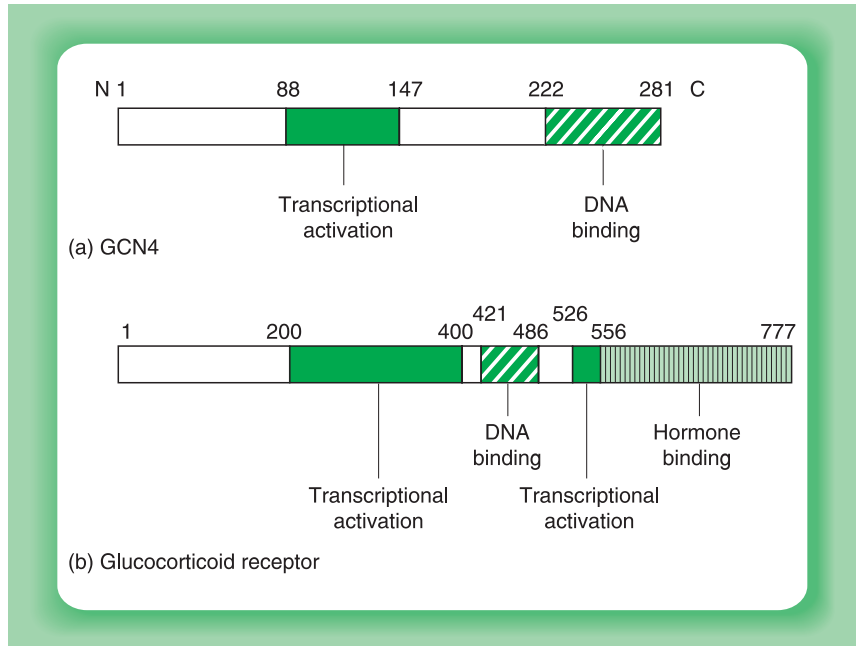 N 1 88 147 222 281 C
Transcriptional
activation
DNA
binding
(a) GCN4
421 526
1 200 400 486 556 777
DNA
binding
Hormone
binding
Transcriptional
activation
Transcriptional
activation
(b) Glucocorticoid receptor